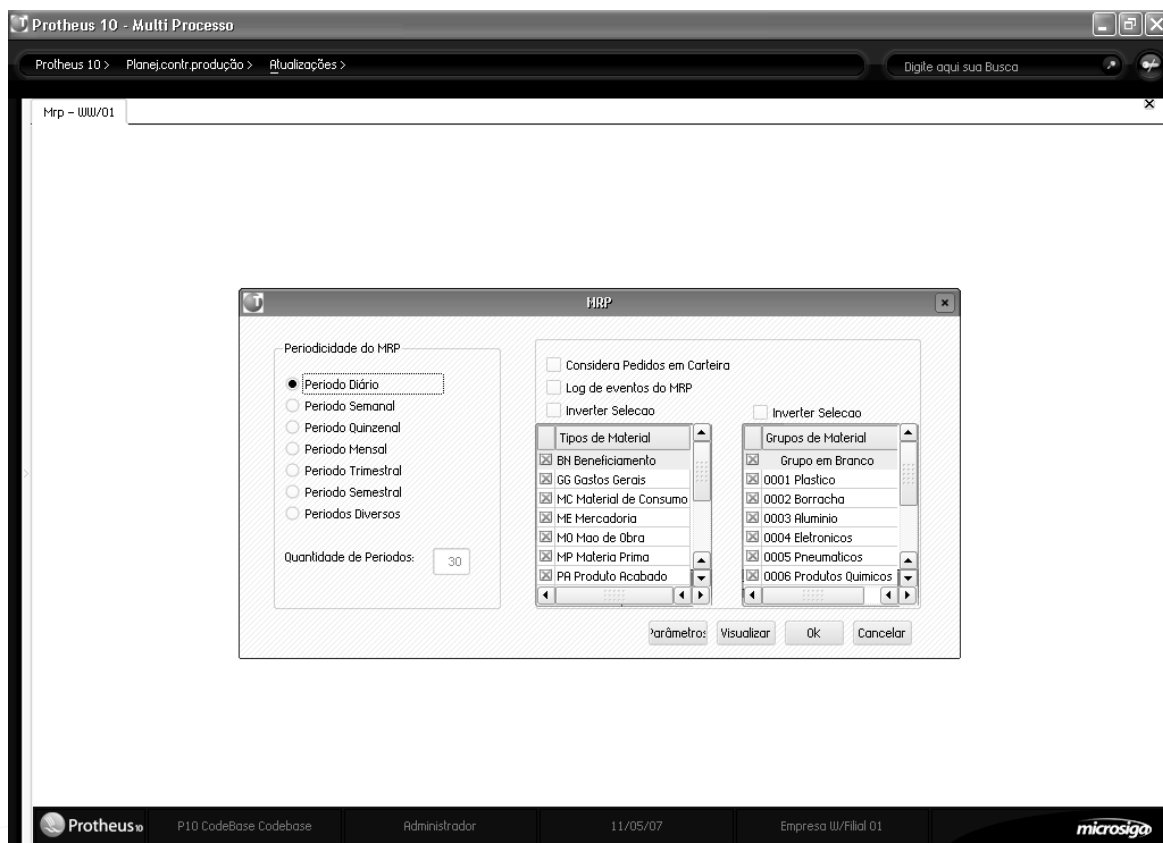 Protheus 10 - Multi Processo
Protheus 10 > Planej.contr.produção > Atualizações >
Digite aqui sua Busca
Mrp - WW/01
MRP
Periodicidade do MRP
Periodo Diário
Periodo Semanal
Periodo Quinzenal
Periodo Mensal
Periodo Trimestral
Periodo Semestral
Periodos Diversos
Quantidade de Periodos: 30
Considera Pedidos em Carteira
Log de eventos do MRP
Inverter Selecao
Tipos de Material
BN Beneficiamento
GG Gastos Gerais
MC Material de Consumo
ME Mercadoria
MO Mao de Obra
MP Materia Prima
PA Produto Acabado
Inverter Selecao
Grupos de Material
Grupo em Branco
0001 Plastico
0002 Borracha
0003 Aluminio
0004 Eletronicos
0005 Pneumaticos
0006 Produtos Quimicos
Parâmetros Visualizar Ok Cancelar
Protheus 10 P10 CodeBase Codebase Administrador 11/05/07 Empresa W/Filial 01 microsiga